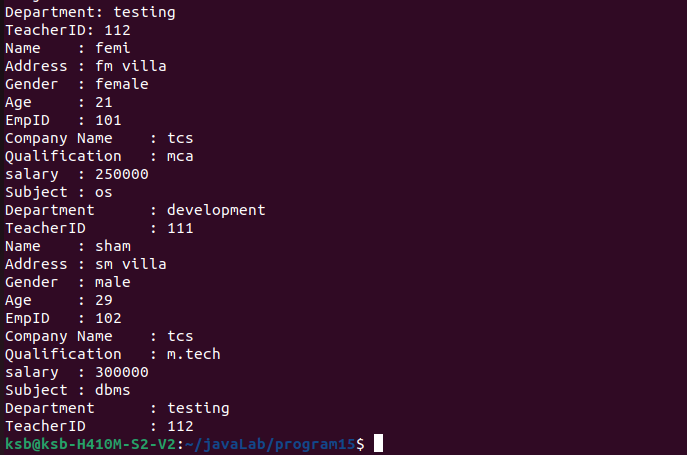 Department: testing
TeacherID: 112
Name    : femi
Address : fm villa
Gender  : female
Age     : 21
EmpID   : 101
Company Name    : tcs
Qualification   : mca
salary  : 250000
Subject : os
Department      : development
TeacherID       : 111
Name    : sham
Address : sm villa
Gender  : male
Age     : 29
EmpID   : 102
Company Name    : tcs
Qualification   : m.tech
salary  : 300000
Subject : dbms
Department      : testing
TeacherID       : 112
ksb@ksb-H410M-S2-V2:~/javaLab/program15$